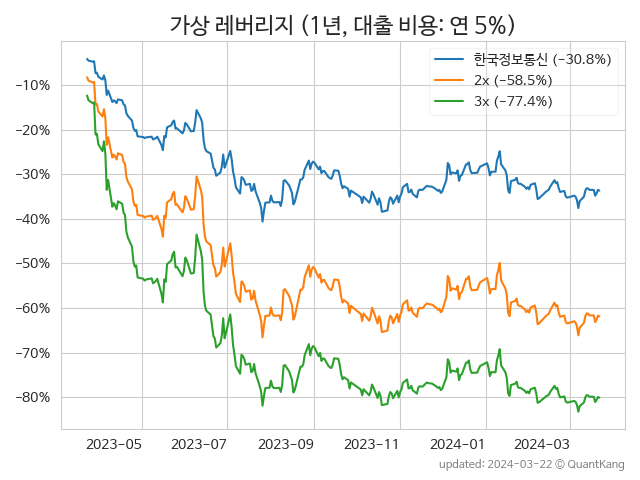 가상 레버리지 (1년, 대출 비용: 연 5%)
한국정보통신 (−30.8%)
2x (−58.5%)
3x (−77.4%)
−10%
−20%
−30%
−40%
−50%
−60%
−70%
−80%
2023-05 2023-07 2023-09 2023-11 2024-01 2024-03
updated: 2024-03-22 © QuantKang